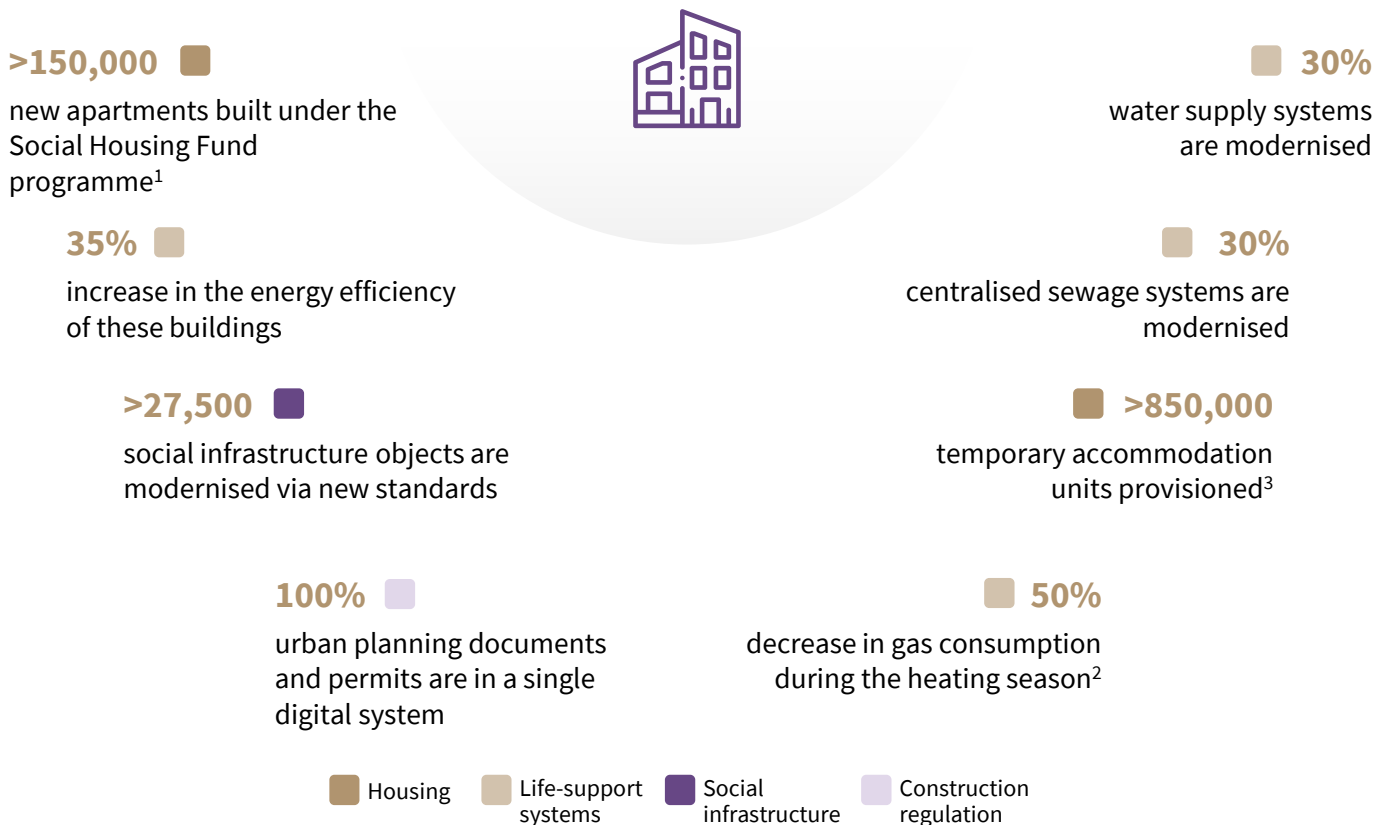 >150,000
new apartments built under the
Social Housing Fund
programme¹
35%
increase in the energy efficiency
of these buildings
>27,500
social infrastructure objects are
modernised via new standards
100%
urban planning documents
and permits are in a single
digital system
30%
water supply systems
are modernised
30%
centralised sewage systems are
modernised
>850,000
temporary accommodation
units provisioned³
50%
decrease in gas consumption
during the heating season²
Housing
Life-support
systems
Social
infrastructure
Construction
regulation